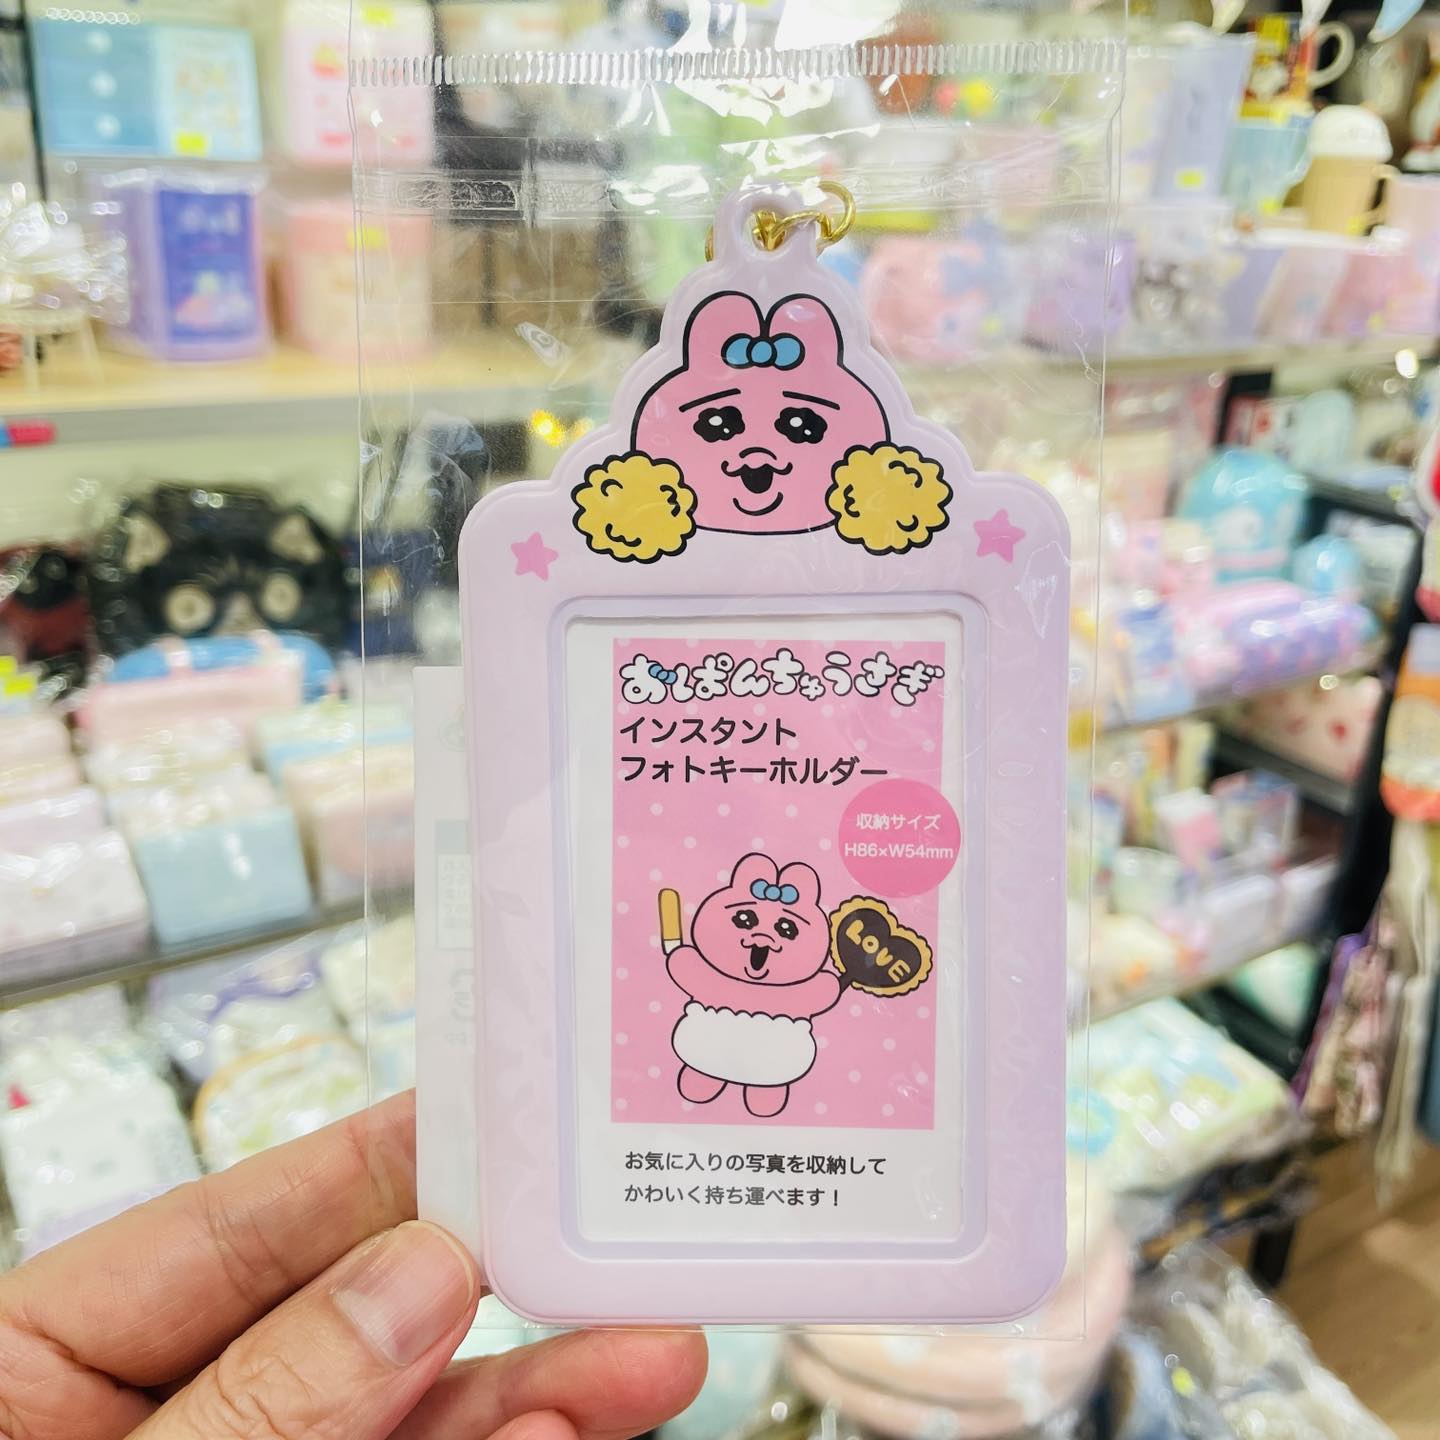 おぱんちゅうさぎ
インスタント
フォトキーホルダー
収納サイズ
H86×W54mm
LOVE
お気に入りの写真を収納して
かわいく持ち運べます！